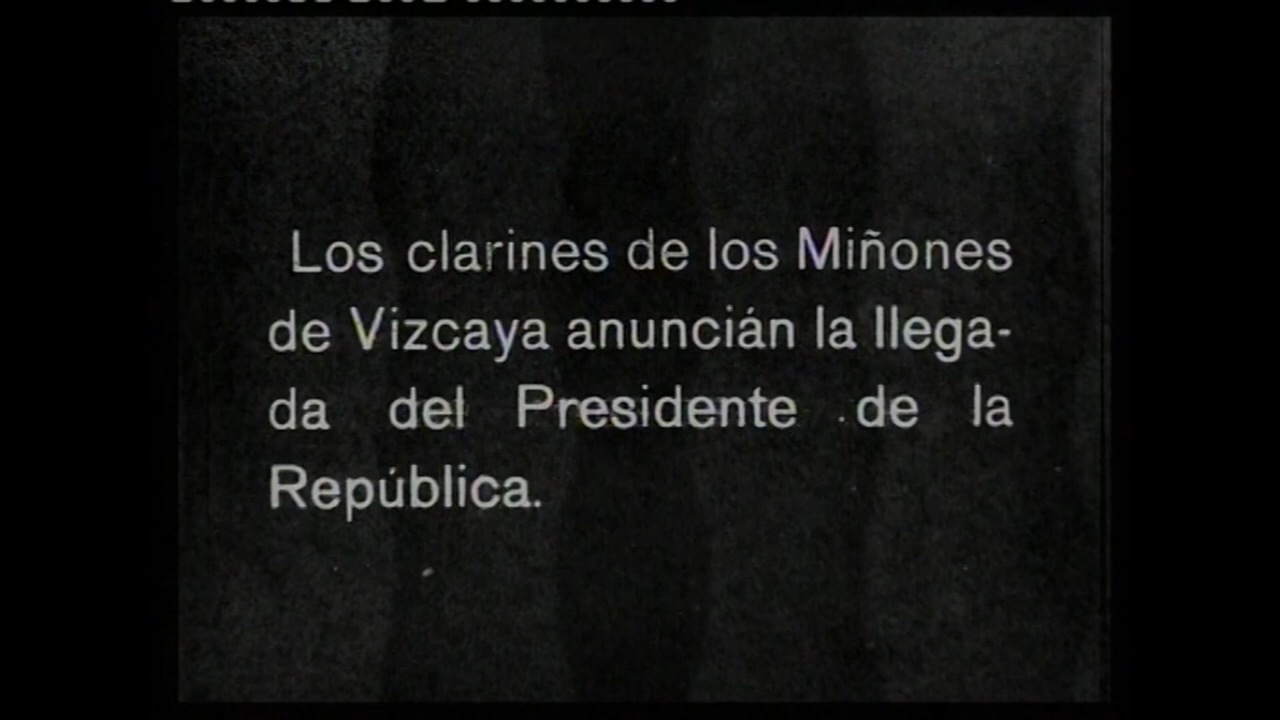 Los clarines de los Miñones
de Vizcaya anuncián la llega-
da del Presidente de la
República.